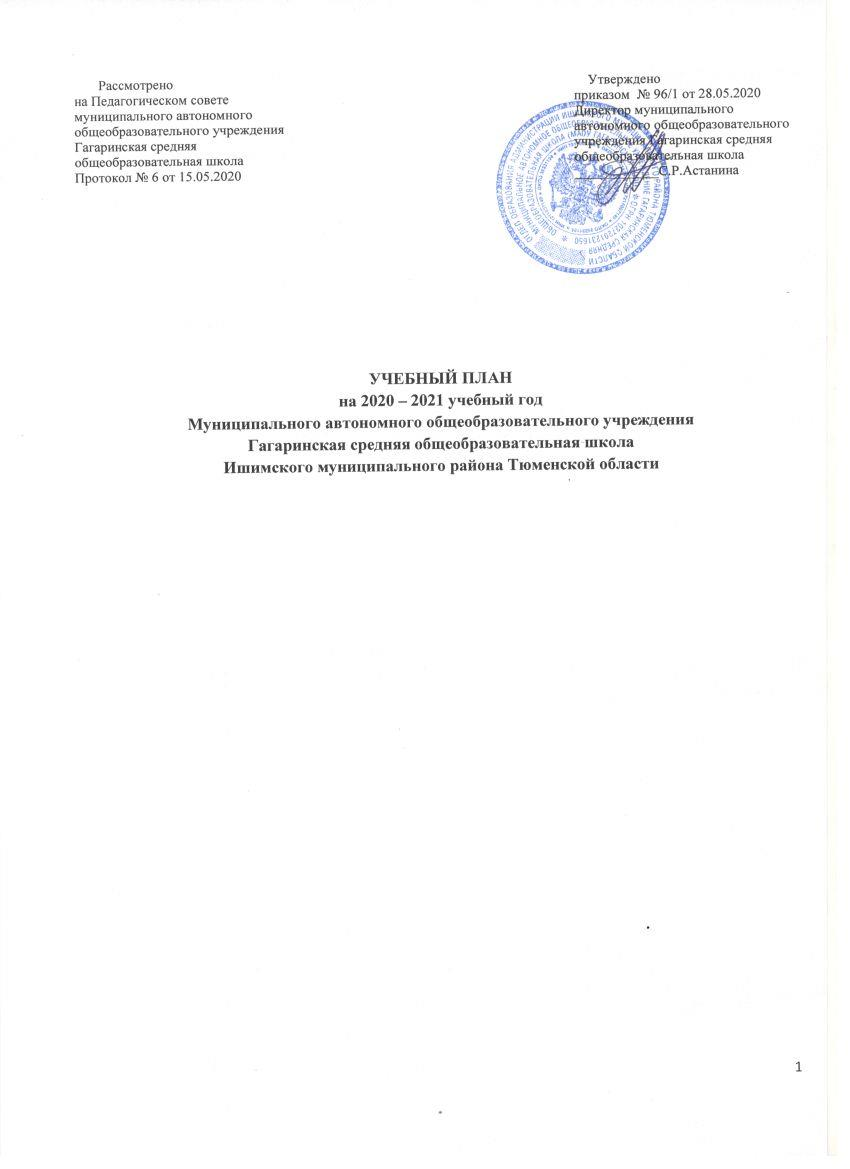 Рассмотрено
на Педагогическом совете
муниципального автономного
общеобразовательного учреждения
Гагаринская средняя
общеобразовательная школа
Протокол № 6 от 15.05.2020
Утверждено
приказом № 96/1 от 28.05.2020
Директор муниципального
автономного общеобразовательного
учреждения Гагаринская средняя
общеобразовательная школа
С.Р.Астанина
УЧЕБНЫЙ ПЛАН
на 2020 – 2021 учебный год
Муниципального автономного общеобразовательного учреждения
Гагаринская средняя общеобразовательная школа
Ишимского муниципального района Тюменской области
1